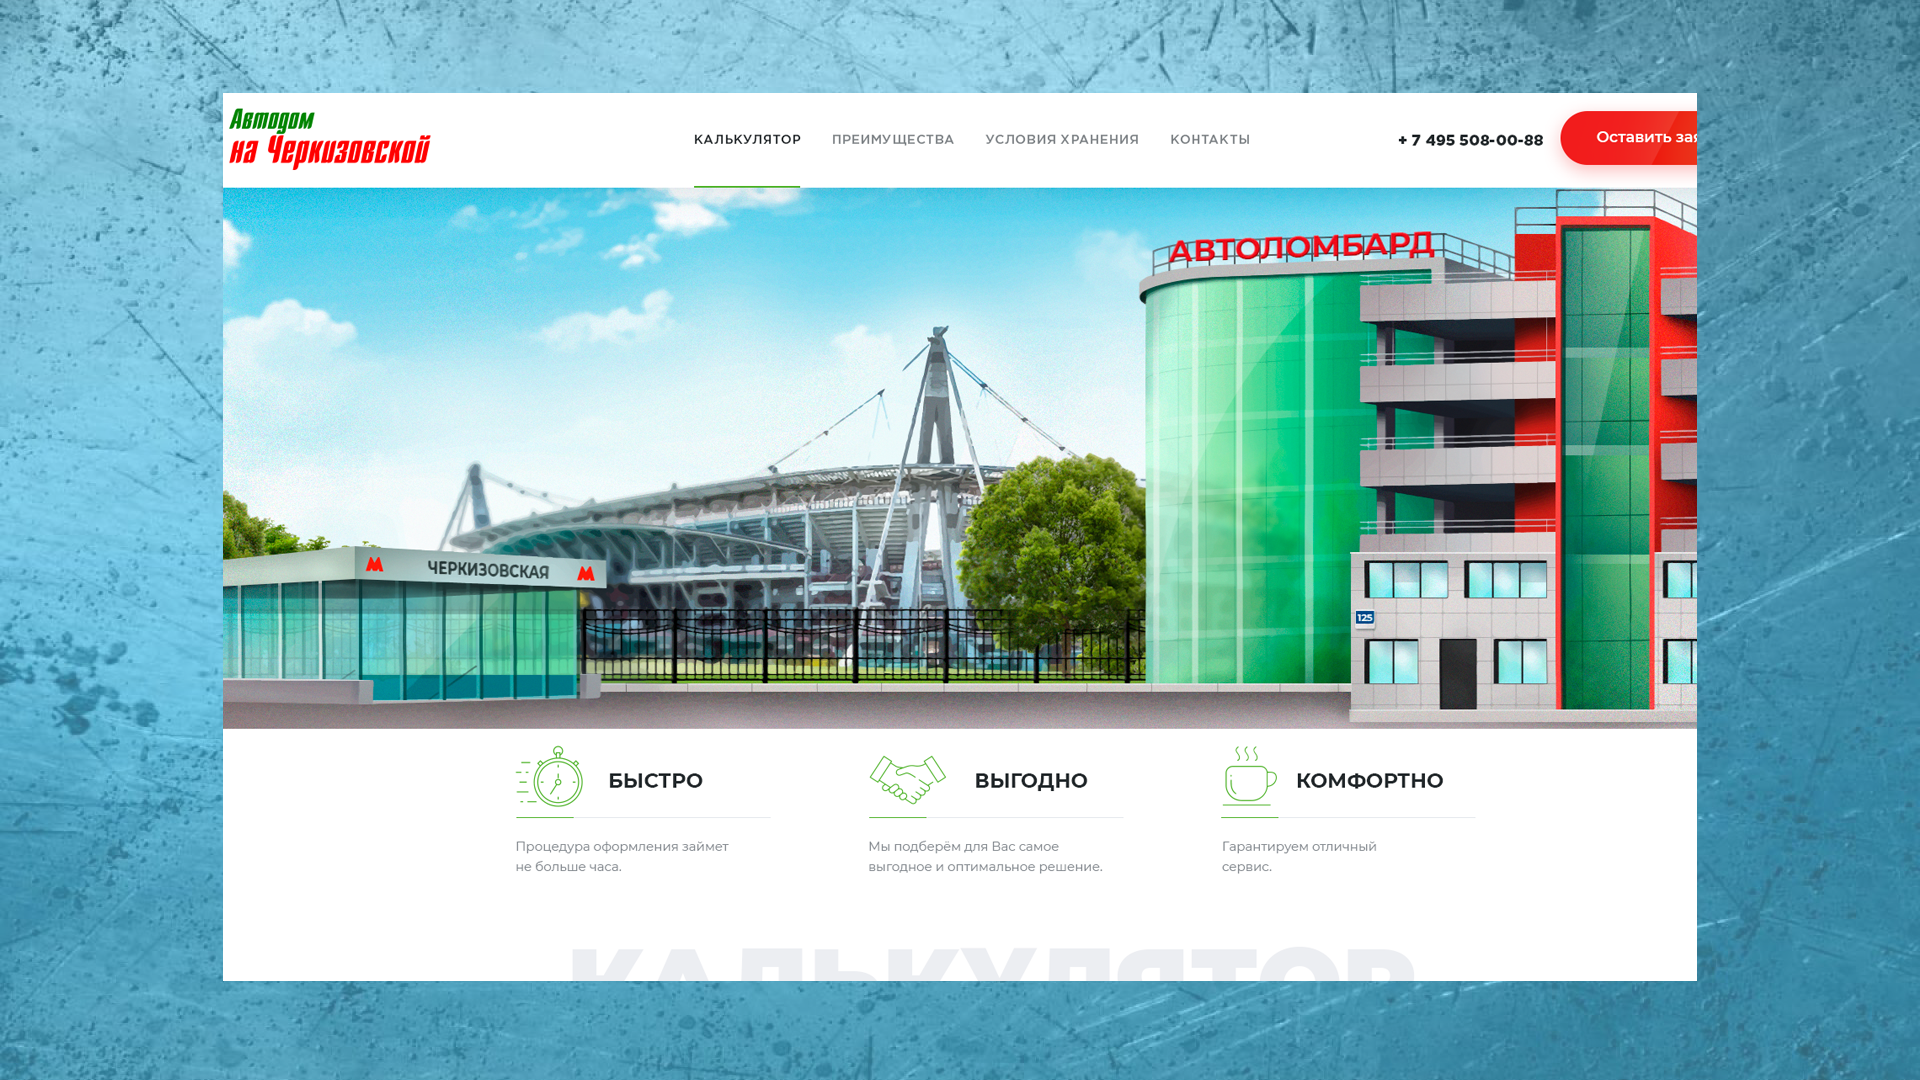 Автодом
на Черкизовской
КАЛЬКУЛЯТОР
ПРЕИМУЩЕСТВА
УСЛОВИЯ ХРАНЕНИЯ
КОНТАКТЫ
+ 7 495 508-00-88
Оставить зая
АВТОЛОМБАРД
М ЧЕРКИЗОВСКАЯ М
125
БЫСТРО
Процедура оформления займет
не больше часа.
ВЫГОДНО
Мы подберём для Вас самое
выгодное и оптимальное решение.
КОМФОРТНО
Гарантируем отличный
сервис.
КАЛЬКУЛЯТОР